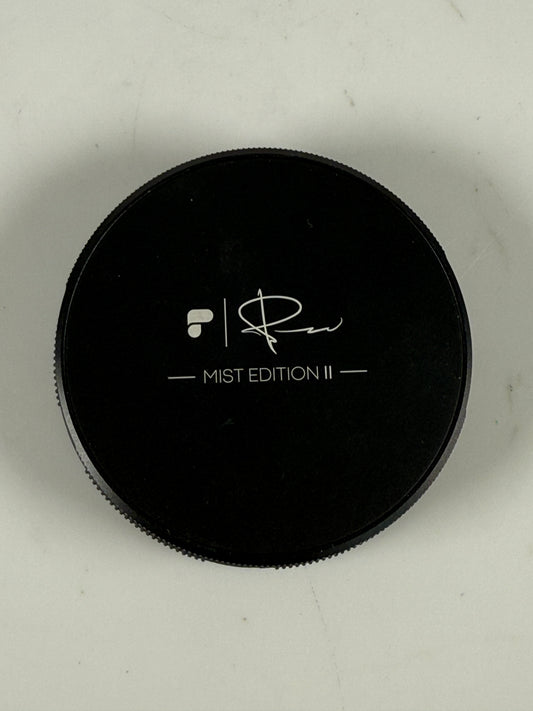 — MIST EDITION II —